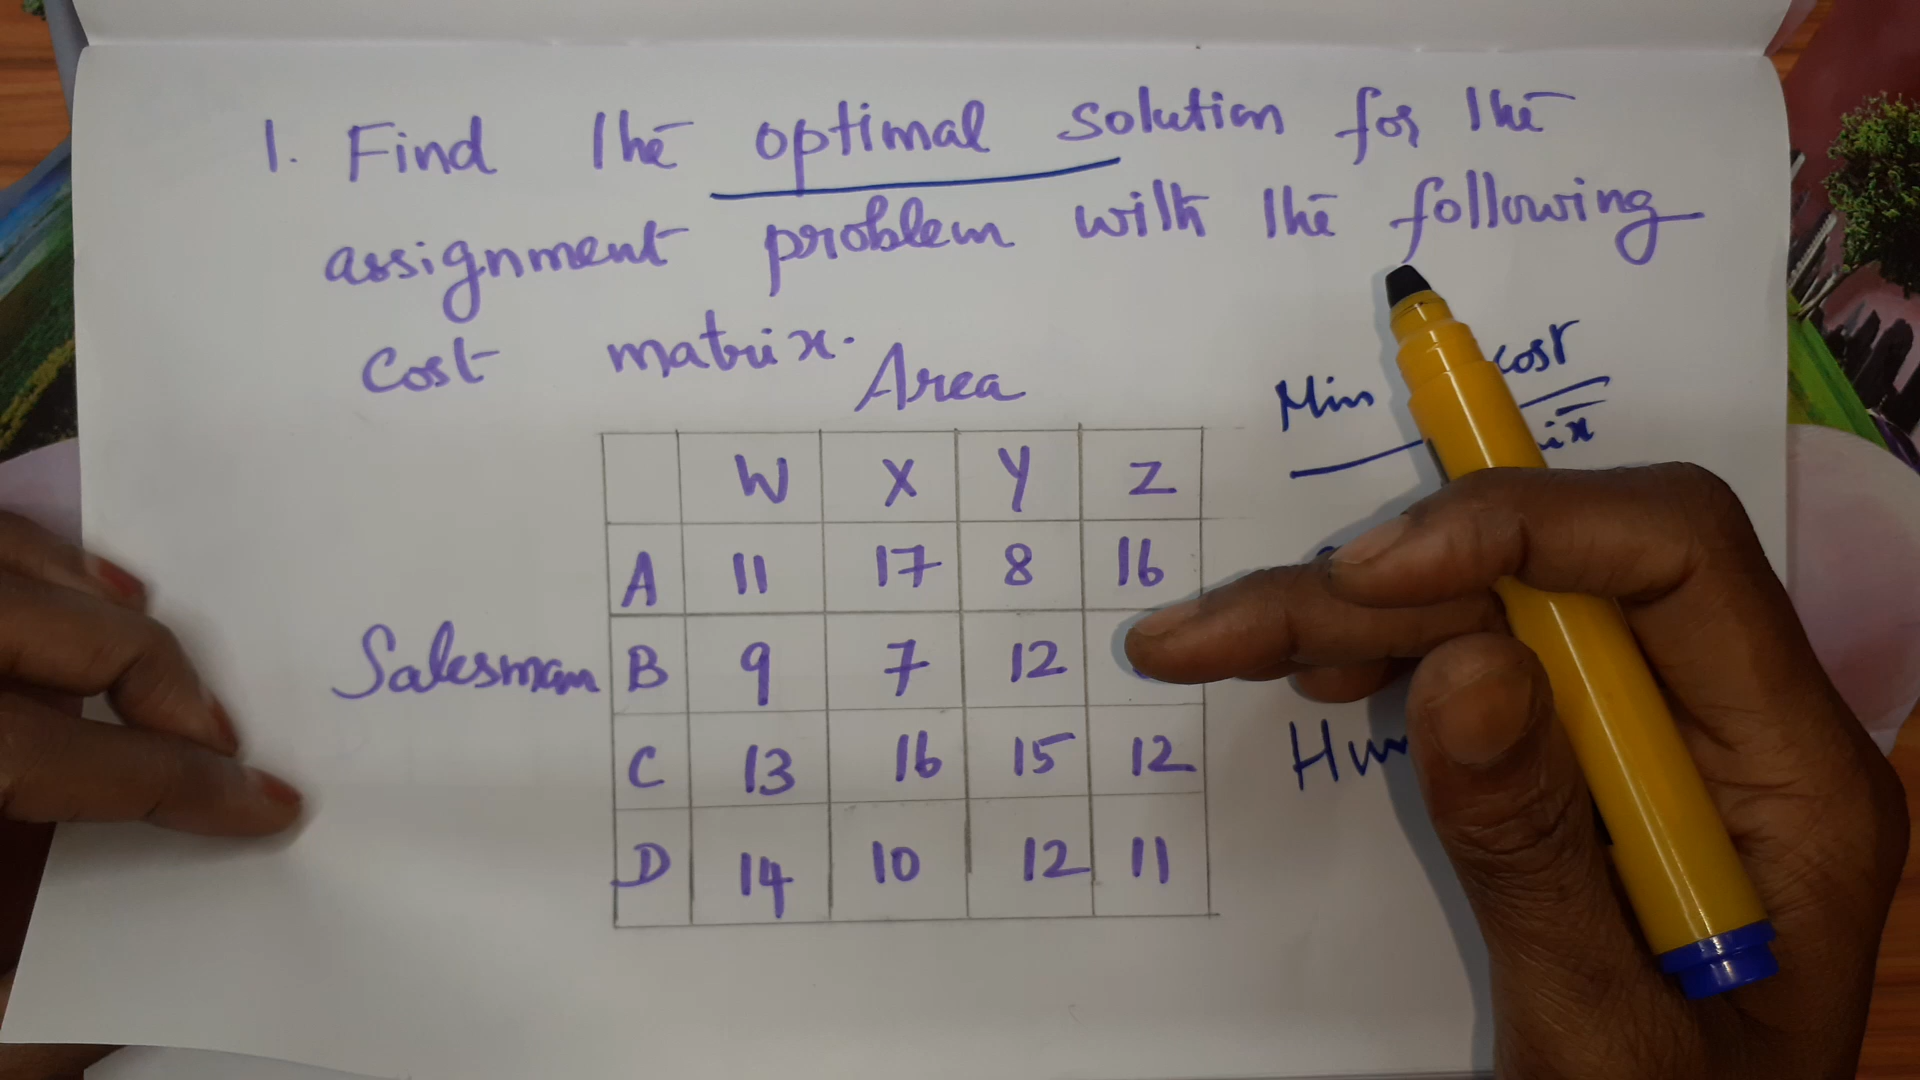 1. Find the optimal solution for the
assignment problem with the following
Cost matrix.
Area
Min cost
W X Y Z
A 11 17 8 16
Salesman B 9 7 12
C 13 16 15 12
D 14 10 12 11